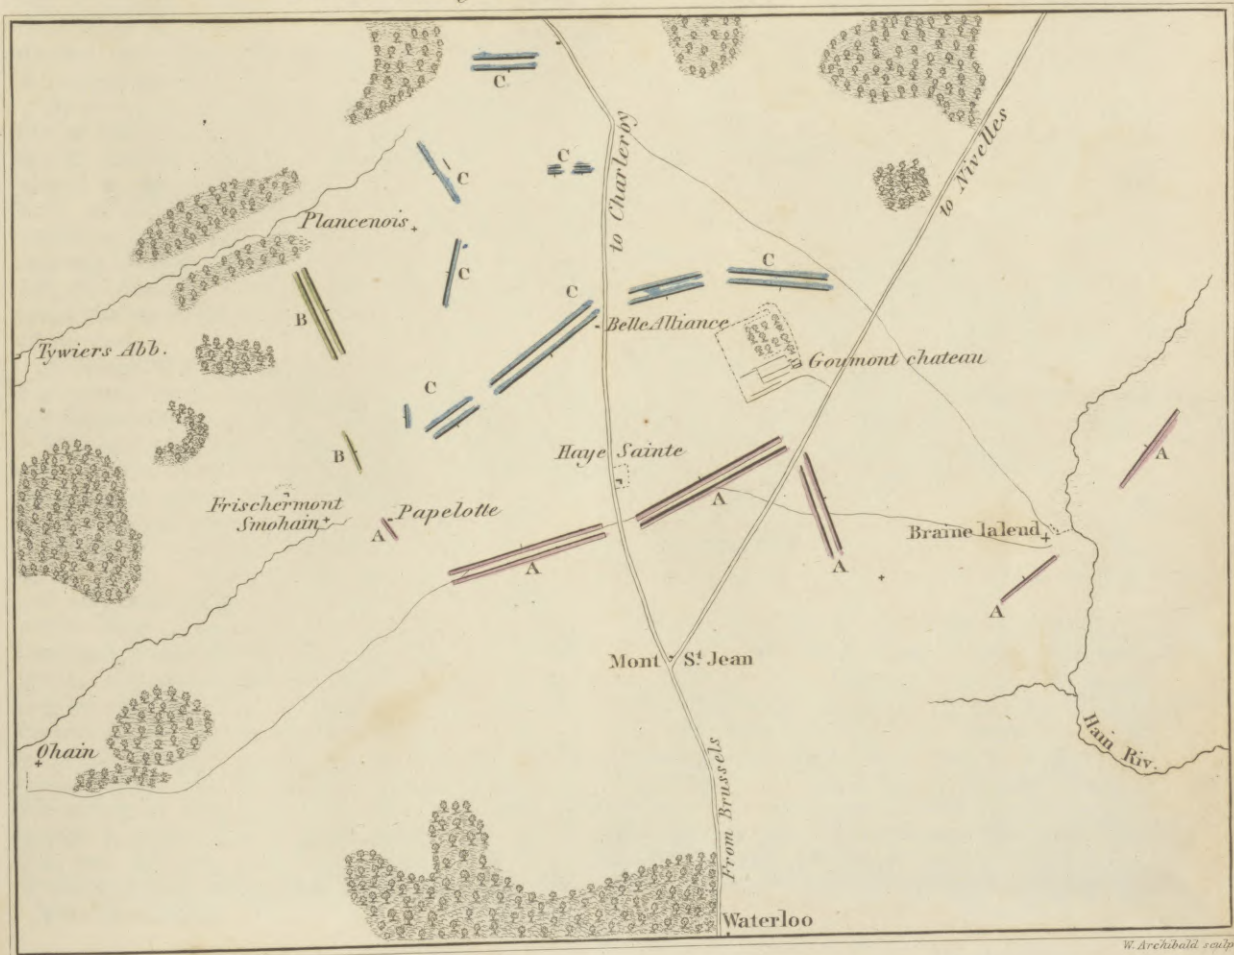 C
to Charleroy
to Nivelles
C
C
Plancenois
C
C
C
B
Belle Alliance
Tywiers Abb.
Goumont chateau
C
Haye Sainte
B
A
Frischermont
Smohain
Papelotte
A
A
Braine lalend
A
A
A
Mont St. Jean
Ohain
Hain Riv.
From Brussels
Waterloo
W. Archibald sculp